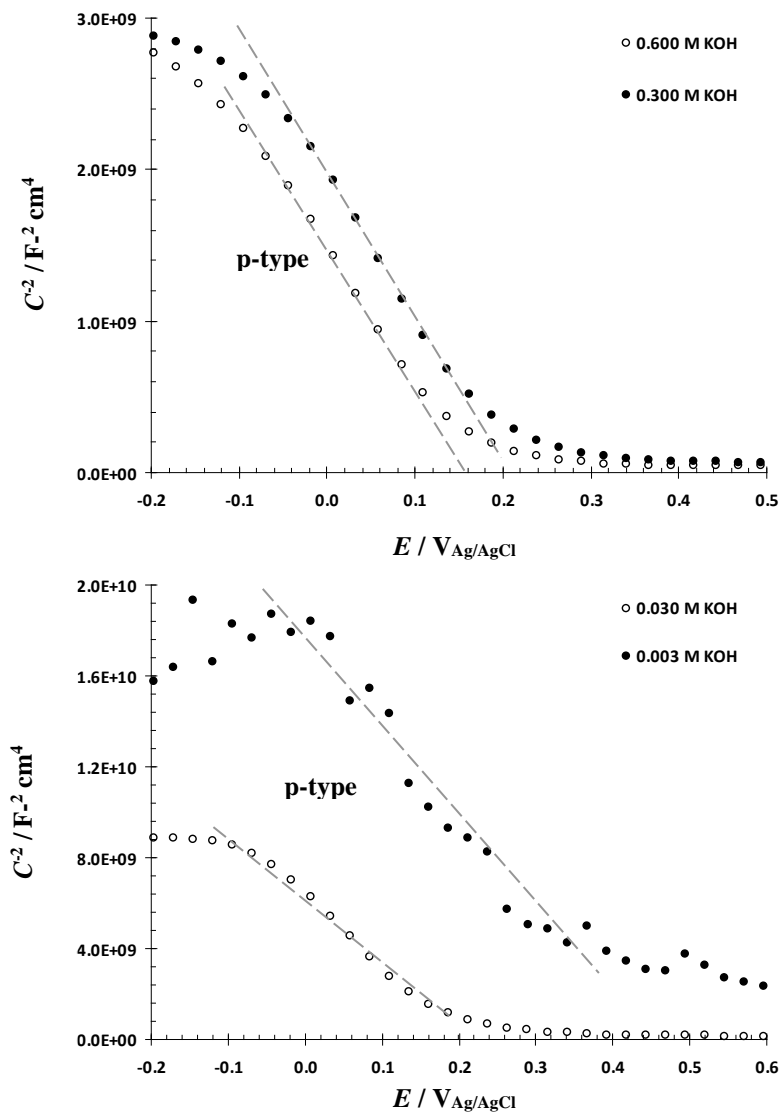 3.0E+09
0.600 M KOH
0.300 M KOH
2.0E+09
C⁻² / F-² cm⁴
p-type
1.0E+09
0.0E+00
-0.2 -0.1 0.0 0.1 0.2 0.3 0.4 0.5
E / V Ag/AgCl
2.0E+10
0.030 M KOH
0.003 M KOH
1.6E+10
1.2E+10
C⁻² / F-² cm⁴
p-type
8.0E+09
4.0E+09
0.0E+00
-0.2 -0.1 0.0 0.1 0.2 0.3 0.4 0.5 0.6
E / V Ag/AgCl